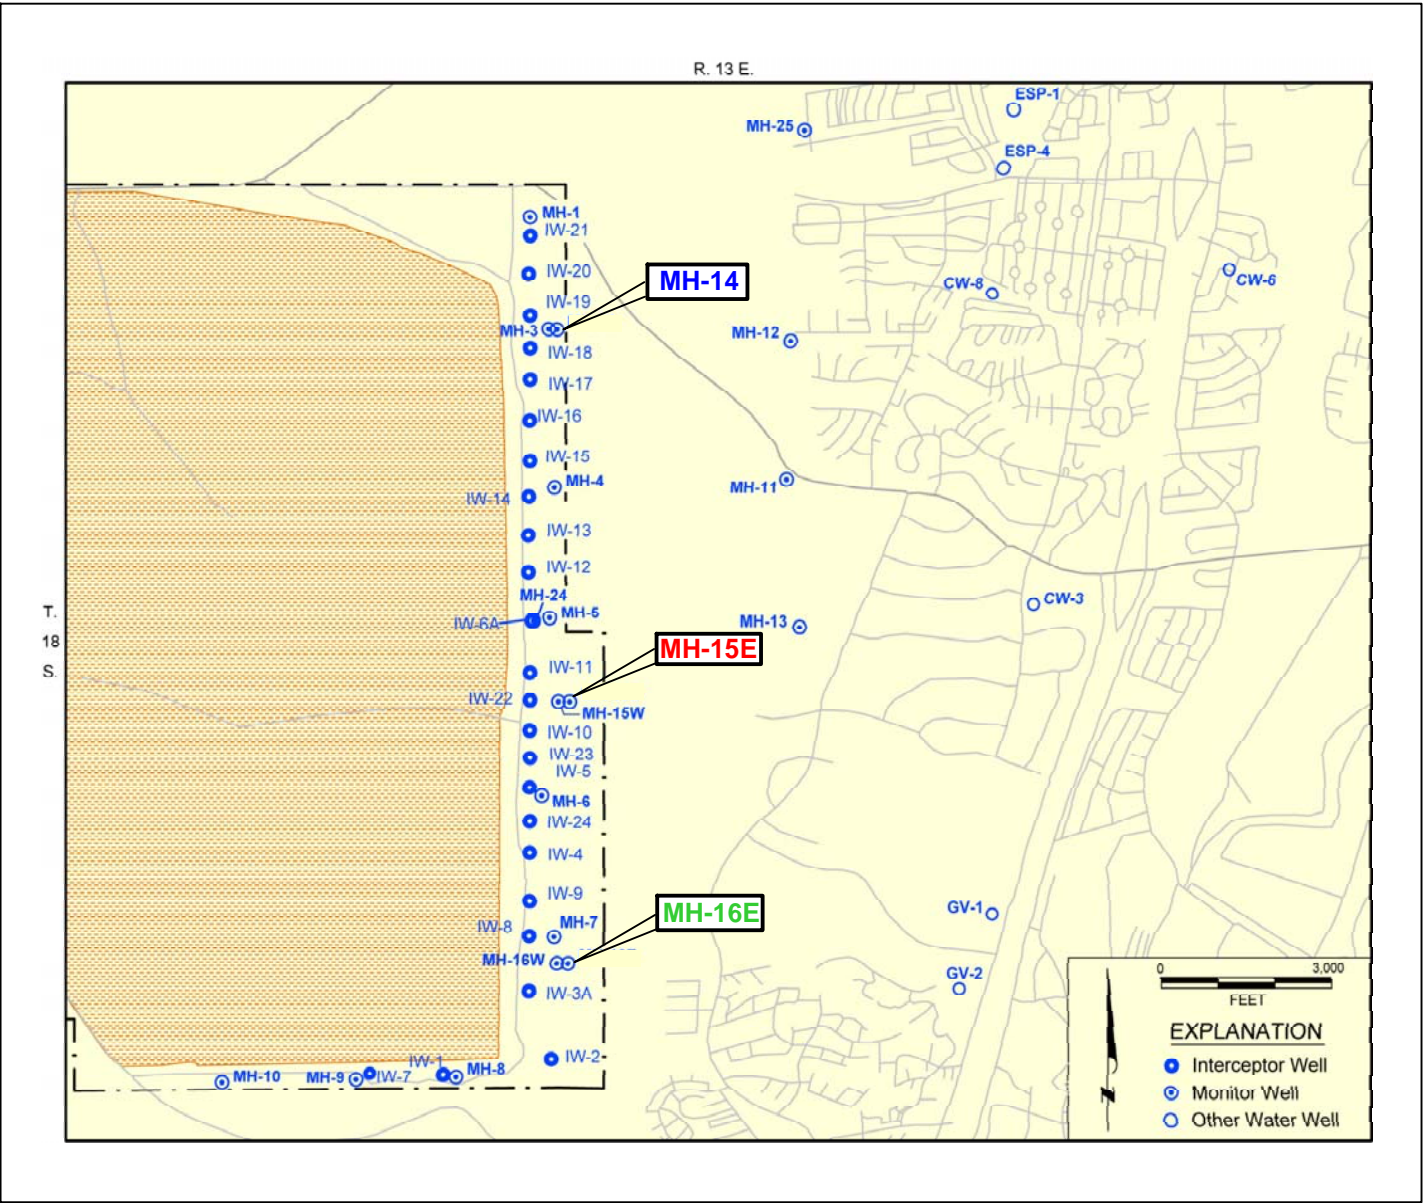 R. 13 E.
ESP-1
MH-25
ESP-4
MH-1
IW-21
IW-20
MH-14
CW-6
CW-8
IW-19
MH-3
MH-12
IW-18
IW-17
IW-16
IW-15
MH-4
MH-11
IW-14
IW-13
IW-12
MH-24
CW-3
T.
18
S.
MH-5
IW-6A
MH-13
MH-15E
IW-11
IW-22
MH-15W
IW-10
IW-23
IW-5
MH-6
IW-24
IW-4
IW-9
MH-16E
GV-1
IW-8
MH-7
MH-16W
GV-2
IW-3A
0 3,000
FEET
EXPLANATION
Interceptor Well
Monitor Well
Other Water Well
IW-2
IW-1
MH-8
MH-10
MH-9
IW-7